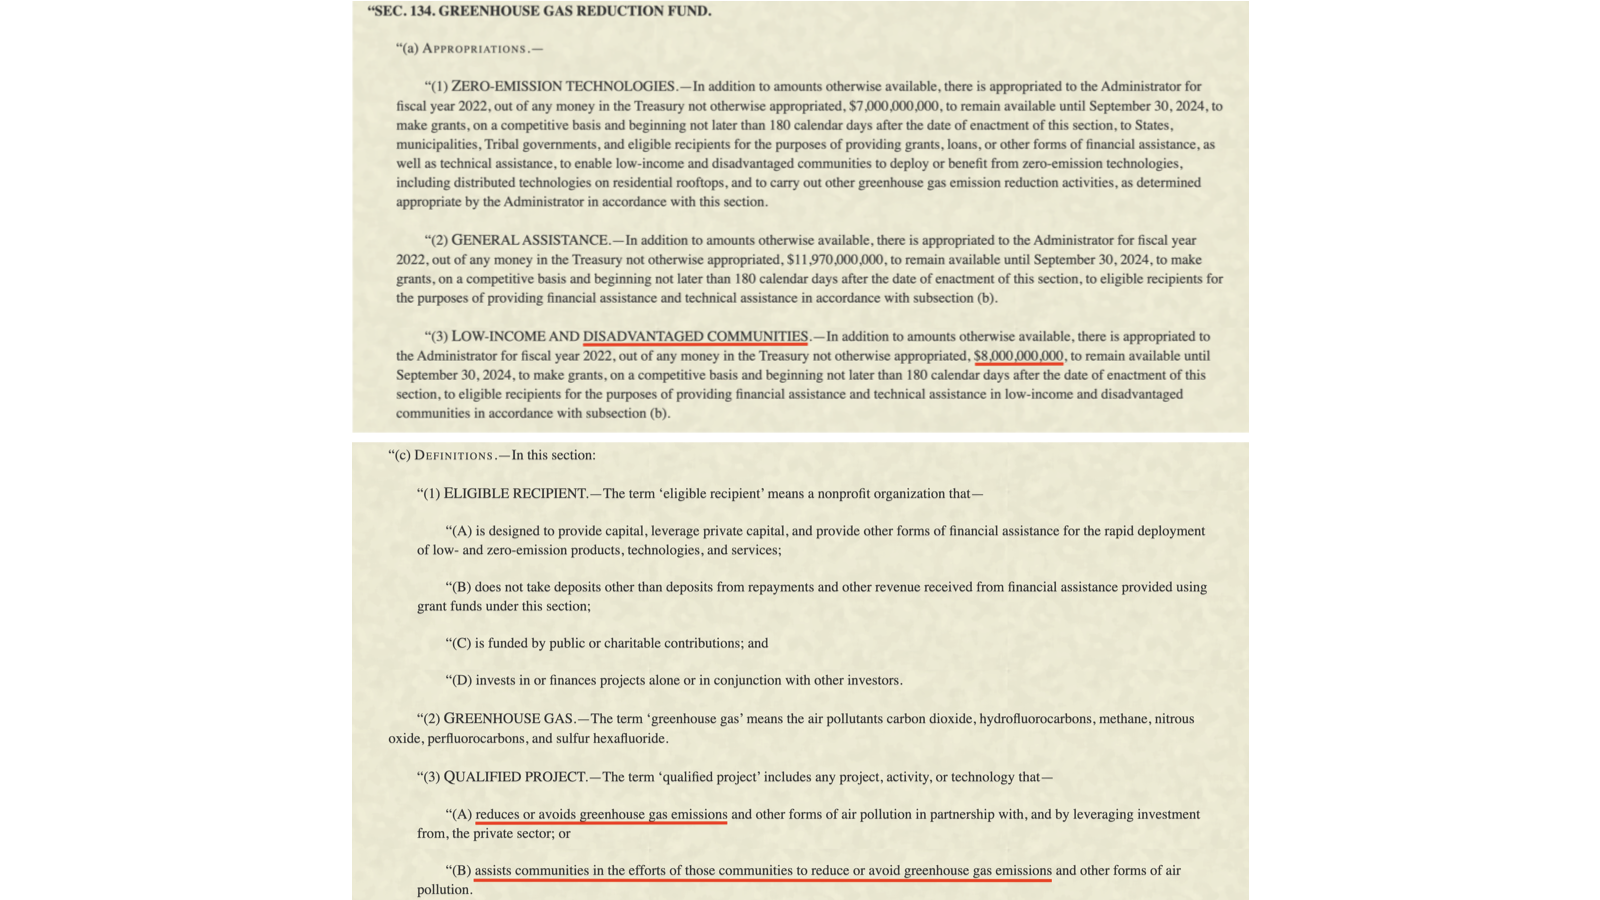 “SEC. 134. GREENHOUSE GAS REDUCTION FUND.
“(a) APPROPRIATIONS.—
“(1) ZERO-EMISSION TECHNOLOGIES.—In addition to amounts otherwise available, there is appropriated to the Administrator for
fiscal year 2022, out of any money in the Treasury not otherwise appropriated, $7,000,000,000, to remain available until September 30, 2024, to
make grants, on a competitive basis and beginning not later than 180 calendar days after the date of enactment of this section, to States,
municipalities, Tribal governments, and eligible recipients for the purposes of providing grants, loans, or other forms of financial assistance, as
well as technical assistance, to enable low-income and disadvantaged communities to deploy or benefit from zero-emission technologies,
including distributed technologies on residential rooftops, and to carry out other greenhouse gas emission reduction activities, as determined
appropriate by the Administrator in accordance with this section.
“(2) GENERAL ASSISTANCE.—In addition to amounts otherwise available, there is appropriated to the Administrator for fiscal year
2022, out of any money in the Treasury not otherwise appropriated, $11,970,000,000, to remain available until September 30, 2024, to make
grants, on a competitive basis and beginning not later than 180 calendar days after the date of enactment of this section, to eligible recipients for
the purposes of providing financial assistance and technical assistance in accordance with subsection (b).
“(3) LOW-INCOME AND DISADVANTAGED COMMUNITIES.—In addition to amounts otherwise available, there is appropriated to
the Administrator for fiscal year 2022, out of any money in the Treasury not otherwise appropriated, $8,000,000,000, to remain available until
September 30, 2024, to make grants, on a competitive basis and beginning not later than 180 calendar days after the date of enactment of this
section, to eligible recipients for the purposes of providing financial assistance and technical assistance in low-income and disadvantaged
communities in accordance with subsection (b).
“(c) DEFINITIONS.—In this section:
“(1) ELIGIBLE RECIPIENT.—The term ‘eligible recipient’ means a nonprofit organization that—
“(A) is designed to provide capital, leverage private capital, and provide other forms of financial assistance for the rapid deployment
of low- and zero-emission products, technologies, and services;
“(B) does not take deposits other than deposits from repayments and other revenue received from financial assistance provided using
grant funds under this section;
“(C) is funded by public or charitable contributions; and
“(D) invests in or finances projects alone or in conjunction with other investors.
“(2) GREENHOUSE GAS.—The term ‘greenhouse gas’ means the air pollutants carbon dioxide, hydrofluorocarbons, methane, nitrous
oxide, perfluorocarbons, and sulfur hexafluoride.
“(3) QUALIFIED PROJECT.—The term ‘qualified project’ includes any project, activity, or technology that—
“(A) reduces or avoids greenhouse gas emissions and other forms of air pollution in partnership with, and by leveraging investment
from, the private sector; or
“(B) assists communities in the efforts of those communities to reduce or avoid greenhouse gas emissions and other forms of air
pollution.